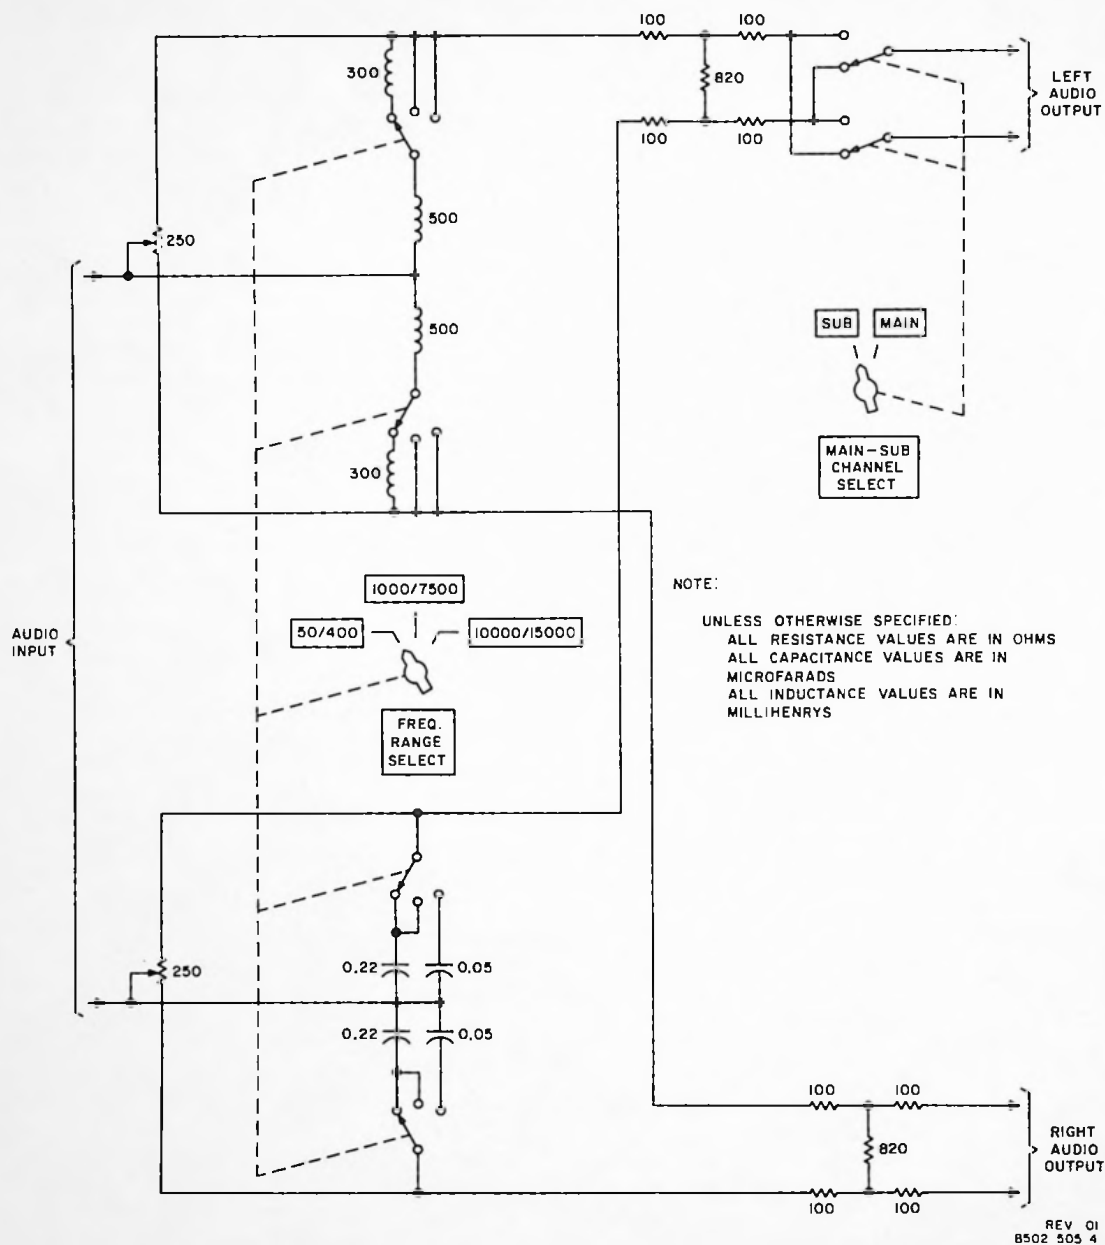 100
100
300
820
100
100
LEFT
AUDIO
OUTPUT
500
250
500
SUB
MAIN
MAIN-SUB
CHANNEL
SELECT
300
1000/7500
50/400
10000/15000
NOTE:
UNLESS OTHERWISE SPECIFIED:
ALL RESISTANCE VALUES ARE IN OHMS
ALL CAPACITANCE VALUES ARE IN
MICROFARADS
ALL INDUCTANCE VALUES ARE IN
MILLIHENRYS
AUDIO
INPUT
FREQ.
RANGE
SELECT
250
0.22
0.05
0.22
0.05
100
100
820
RIGHT
AUDIO
OUTPUT
100
100
REV 01
8502 505 4